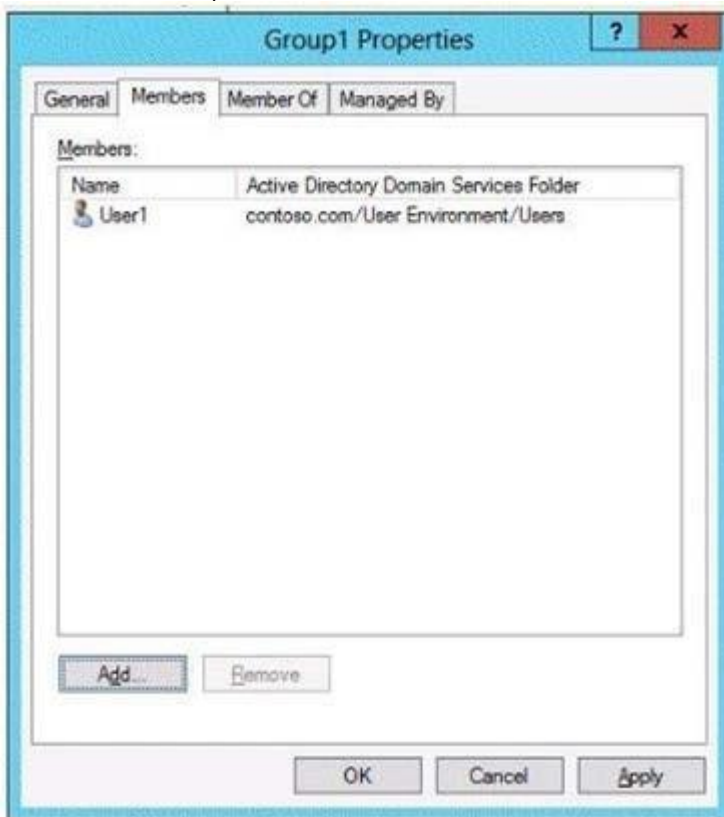 Group1 Properties
? x
General Members Member Of Managed By
Members:
Name Active Directory Domain Services Folder
User1 contoso.com/User Environment/Users
Add... Remove
OK Cancel Apply